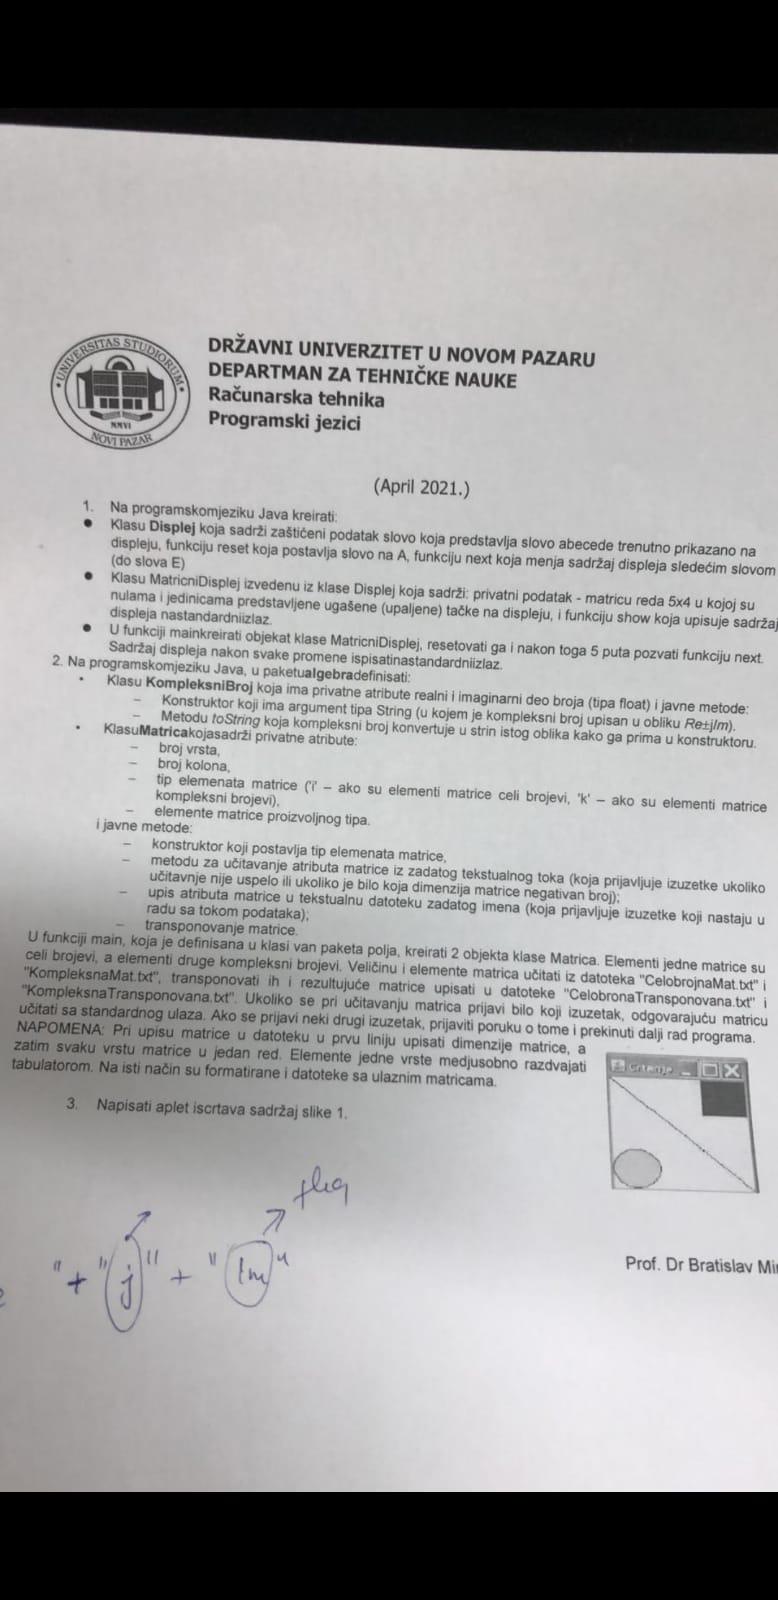 UNIVERSITAS STUDIORUM
MMVI
NOVI PAZAR
DRŽAVNI UNIVERZITET U NOVOM PAZARU
DEPARTMAN ZA TEHNIČKE NAUKE
Računarska tehnika
Programski jezici
(April 2021.)
1. Na programskomjeziku Java kreirati:
● Klasu Displej koja sadrži zaštićeni podatak slovo koja predstavlja slovo abecede trenutno prikazano na
displeju, funkciju reset koja postavlja slovo na A, funkciju next koja menja sadržaj displeja sledećim slovom
(do slova E)
● Klasu MatricniDisplej izvedenu iz klase Displej koja sadrži: privatni podatak - matricu reda 5x4 u kojoj su
nulama i jedinicama predstavljene ugašene (upaljene) tačke na displeju, i funkciju show koja upisuje sadržaj
displeja nastandardniizlaz.
● U funkciji mainkreirati objekat klase MatricniDisplej, resetovati ga i nakon toga 5 puta pozvati funkciju next.
Sadržaj displeja nakon svake promene ispisatinastandardniizlaz.
2. Na programskomjeziku Java, u paketualgebradefinisati:
• Klasu KompleksniBroj koja ima privatne atribute realni i imaginarni deo broja (tipa float) i javne metode:
– Konstruktor koji ima argument tipa String (u kojem je kompleksni broj upisan u obliku Re±jIm).
– Metodu toString koja kompleksni broj konvertuje u strin istog oblika kako ga prima u konstruktoru.
• KlasuMatricakojasadrži privatne atribute:
– broj vrsta,
– broj kolona,
– tip elemenata matrice ('i' – ako su elementi matrice celi brojevi, 'k' – ako su elementi matrice
kompleksni brojevi),
– elemente matrice proizvoljnog tipa.
i javne metode:
– konstruktor koji postavlja tip elemenata matrice,
– metodu za učitavanje atributa matrice iz zadatog tekstualnog toka (koja prijavljuje izuzetke ukoliko
učitavnje nije uspelo ili ukoliko je bilo koja dimenzija matrice negativan broj);
– upis atributa matrice u tekstualnu datoteku zadatog imena (koja prijavljuje izuzetke koji nastaju u
radu sa tokom podataka);
– transponovanje matrice.
U funkciji main, koja je definisana u klasi van paketa polja, kreirati 2 objekta klase Matrica. Elementi jedne matrice su
celi brojevi, a elementi druge kompleksni brojevi. Veličinu i elemente matrica učitati iz datoteka "CelobrojnaMat.txt" i
"KompleksnaMat.txt", transponovati ih i rezultujuće matrice upisati u datoteke "CelobronaTransponovana.txt" i
"KompleksnaTransponovana.txt". Ukoliko se pri učitavanju matrica prijavi bilo koji izuzetak, odgovarajuću matricu
učitati sa standardnog ulaza. Ako se prijavi neki drugi izuzetak, prijaviti poruku o tome i prekinuti dalji rad programa.
NAPOMENA: Pri upisu matrice u datoteku u prvu liniju upisati dimenzije matrice, a
zatim svaku vrstu matrice u jedan red. Elemente jedne vrste medjusobno razdvajati
tabulatorom. Na isti način su formatirane i datoteke sa ulaznim matricama.
Crtanje
3. Napisati aplet iscrtava sadržaj slike 1.
"+"j"+"Im"
Prof. Dr Bratislav